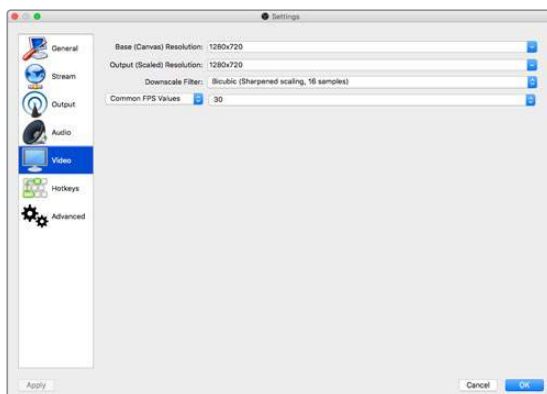 Settings
General
Stream
Output
Audio
Video
Hotkeys
Advanced
Base (Canvas) Resolution: 1280x720
Output (Scaled) Resolution: 1280x720
Downscale Filter: Bicubic (Sharpened scaling, 16 samples)
Common FPS Values 30
Apply
Cancel
OK